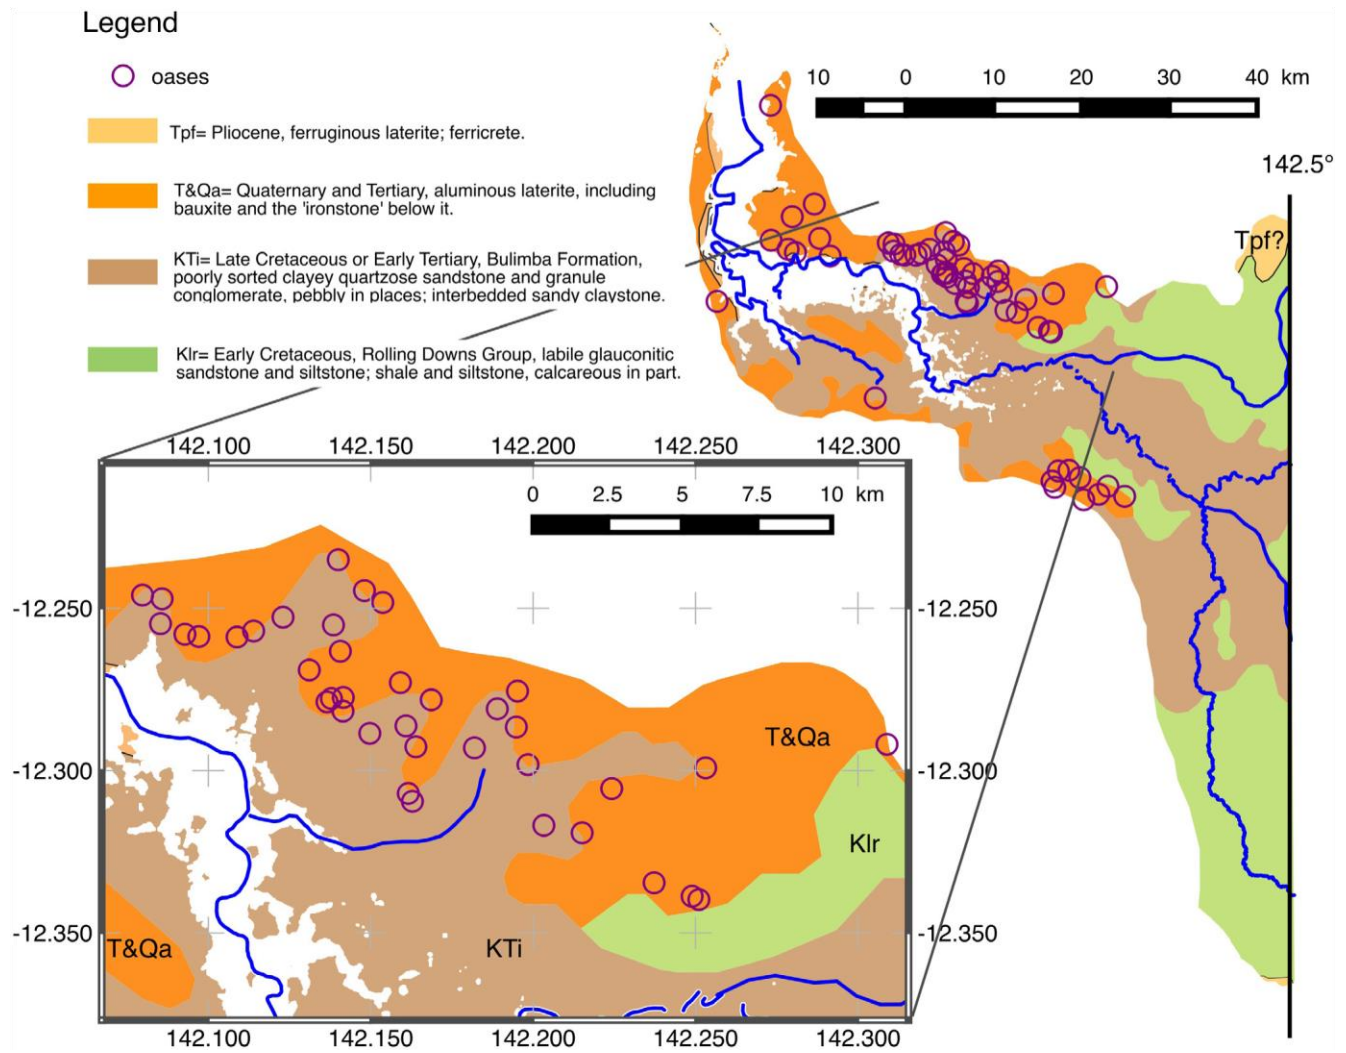 Legend
oases
Tpf= Pliocene, ferruginous laterite; ferricrete.
T&Qa= Quaternary and Tertiary, aluminous laterite, including
bauxite and the 'ironstone' below it.
KTi= Late Cretaceous or Early Tertiary, Bulimba Formation,
poorly sorted clayey quartzose sandstone and granule
conglomerate, pebbly in places; interbedded sandy claystone.
Klr= Early Cretaceous, Rolling Downs Group, labile glauconitic
sandstone and siltstone; shale and siltstone, calcareous in part.
10 0 10 20 30 40 km
142.5°
Tpf?
142.100 142.150 142.200 142.250 142.300
0 2.5 5 7.5 10 km
-12.250 -12.250
T&Qa
-12.300 -12.300
Klr
-12.350 -12.350
T&Qa
KTi
142.100 142.150 142.200 142.250 142.300